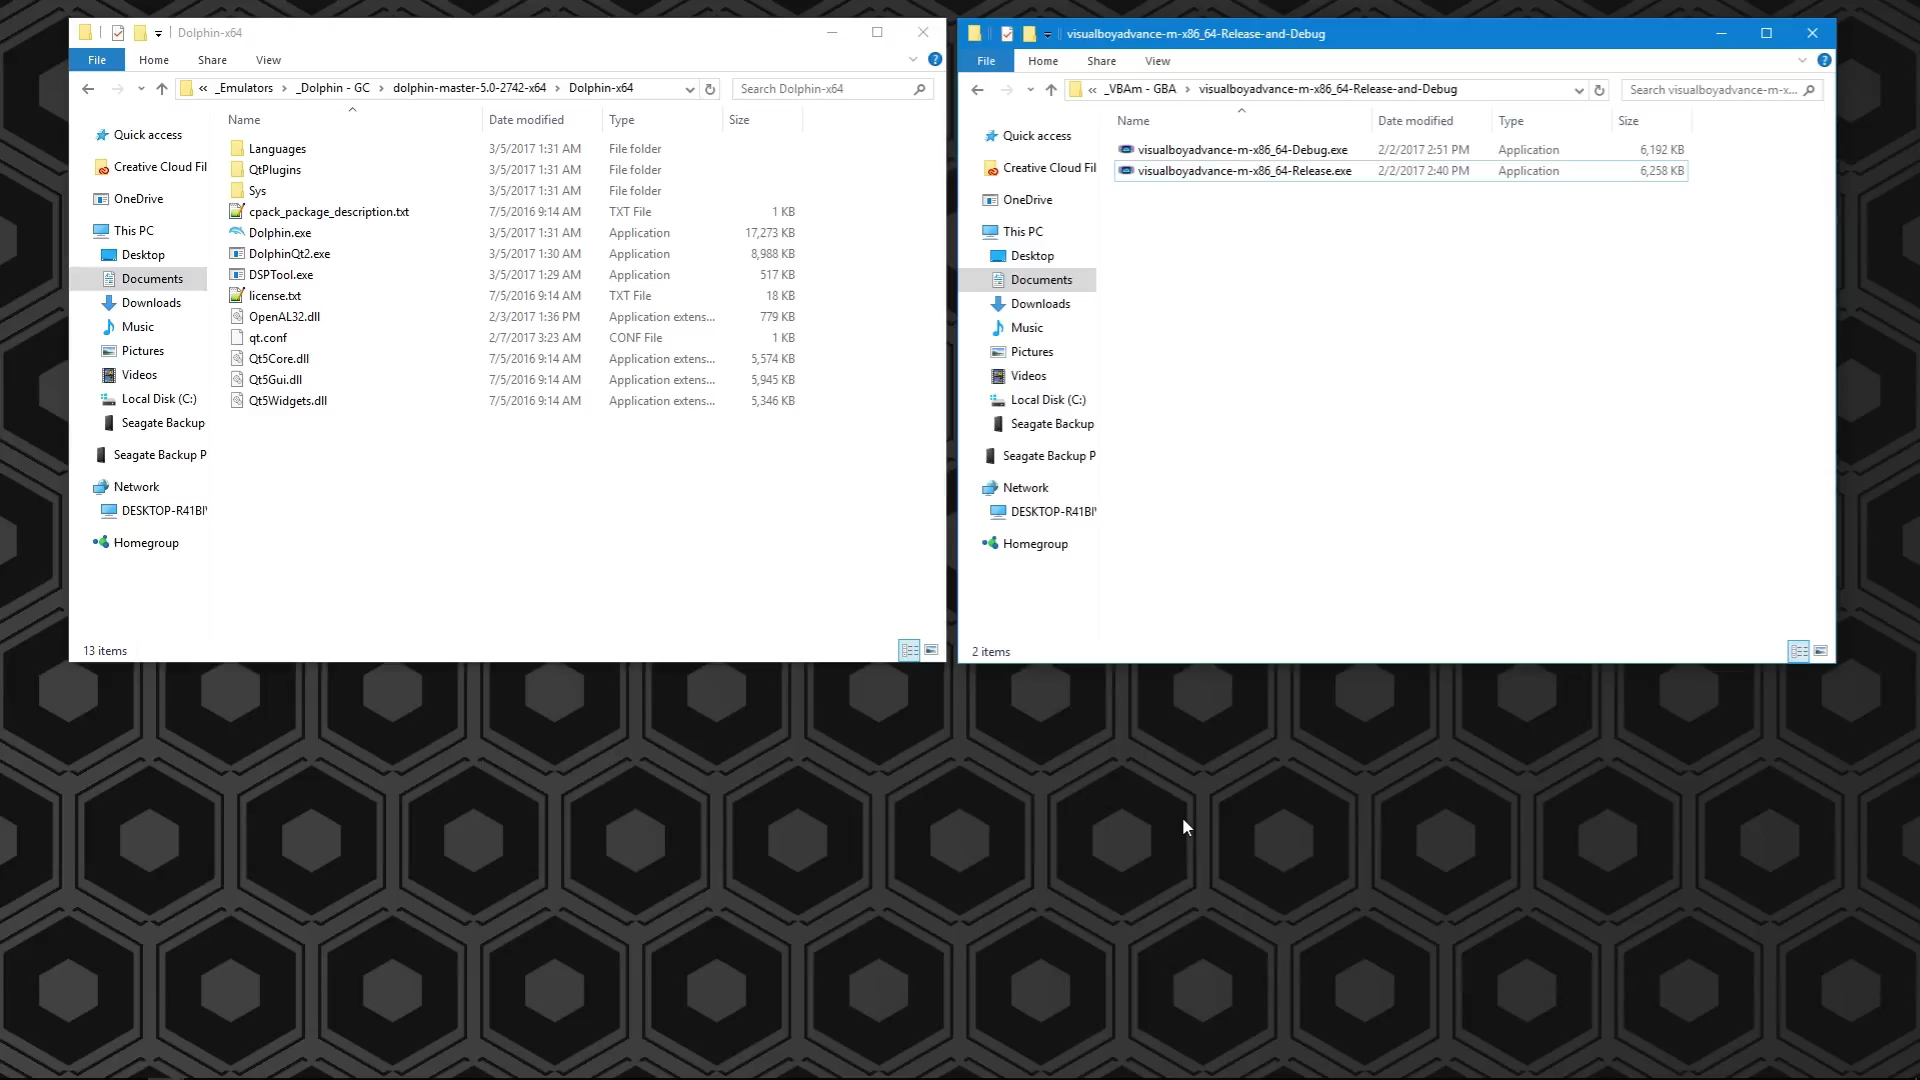 Dolphin-x64
File Home Share View
« _Emulators › _Dolphin - GC › dolphin-master-5.0-2742-x64 › Dolphin-x64
Search Dolphin-x64
Quick access
Creative Cloud Fil
OneDrive
This PC
Desktop
Documents
Downloads
Music
Pictures
Videos
Local Disk (C:)
Seagate Backup
Seagate Backup P
Network
DESKTOP-R41BI
Homegroup
Name Date modified Type Size
Languages 3/5/2017 1:31 AM File folder
QtPlugins 3/5/2017 1:31 AM File folder
Sys 3/5/2017 1:31 AM File folder
cpack_package_description.txt 7/5/2016 9:14 AM TXT File 1 KB
Dolphin.exe 3/5/2017 1:31 AM Application 17,273 KB
DolphinQt2.exe 3/5/2017 1:30 AM Application 8,988 KB
DSPTool.exe 3/5/2017 1:29 AM Application 517 KB
license.txt 7/5/2016 9:14 AM TXT File 18 KB
OpenAL32.dll 2/3/2017 1:36 PM Application extens... 779 KB
qt.conf 2/7/2017 3:23 AM CONF File 1 KB
Qt5Core.dll 7/5/2016 9:14 AM Application extens... 5,574 KB
Qt5Gui.dll 7/5/2016 9:14 AM Application extens... 5,945 KB
Qt5Widgets.dll 7/5/2016 9:14 AM Application extens... 5,346 KB
13 items
visualboyadvance-m-x86_64-Release-and-Debug
File Home Share View
« _VBAm - GBA › visualboyadvance-m-x86_64-Release-and-Debug
Search visualboyadvance-m-x...
Quick access
Creative Cloud Fil
OneDrive
This PC
Desktop
Documents
Downloads
Music
Pictures
Videos
Local Disk (C:)
Seagate Backup
Seagate Backup P
Network
DESKTOP-R41BI
Homegroup
Name Date modified Type Size
visualboyadvance-m-x86_64-Debug.exe 2/2/2017 2:51 PM Application 6,192 KB
visualboyadvance-m-x86_64-Release.exe 2/2/2017 2:40 PM Application 6,258 KB
2 items